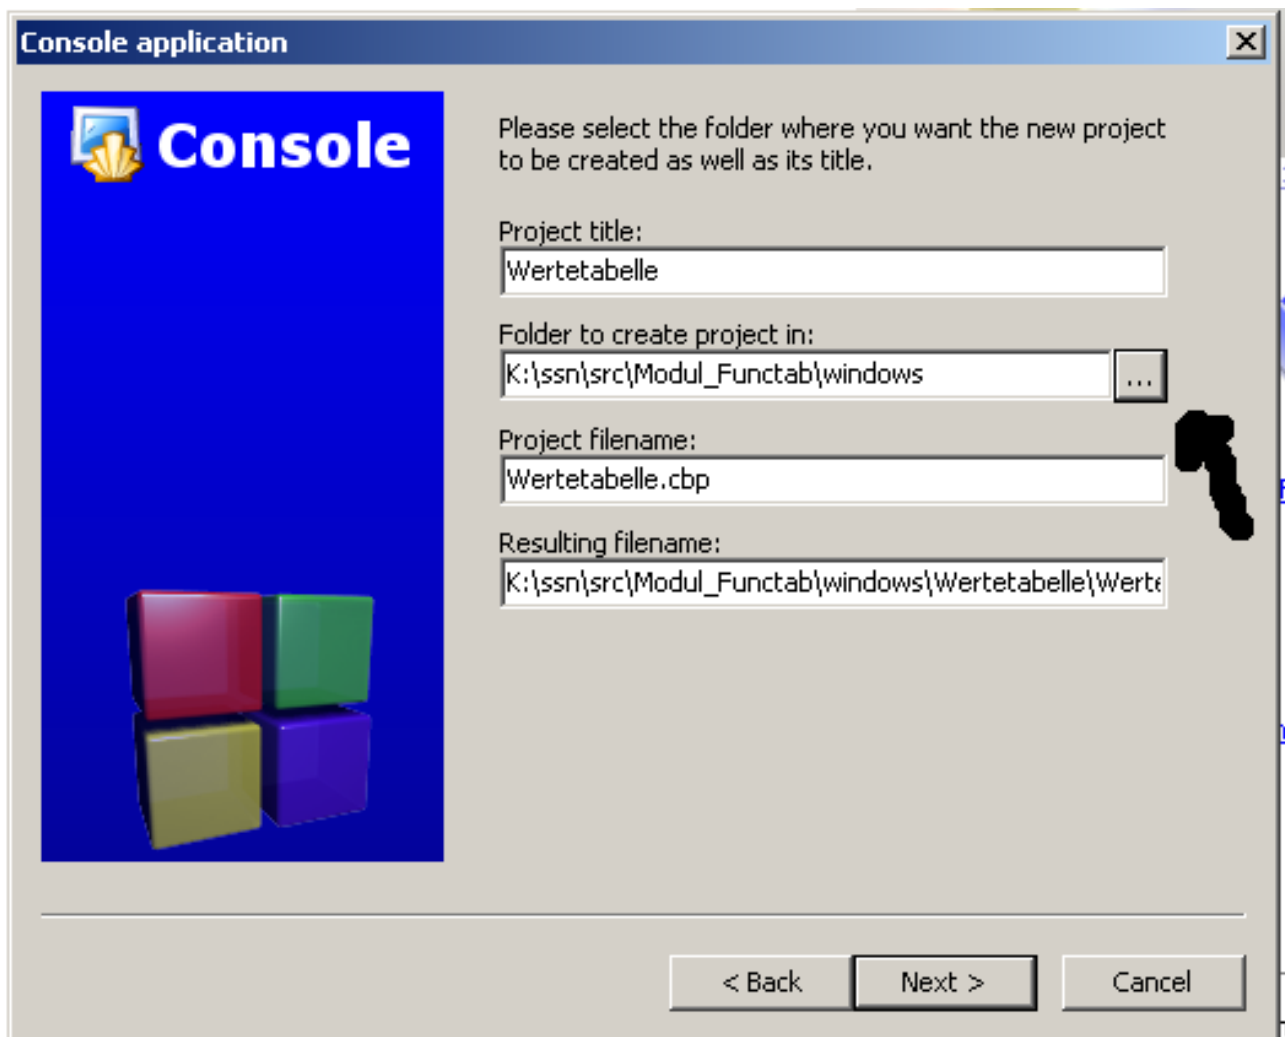 Console application
Console
Please select the folder where you want the new project
to be created as well as its title.
Project title:
Wertetabelle
Folder to create project in:
K:\ssn\src\Modul_Functab\windows
...
Project filename:
Wertetabelle.cbp
Resulting filename:
K:\ssn\src\Modul_Functab\windows\Wertetabelle\Werte
< Back
Next >
Cancel